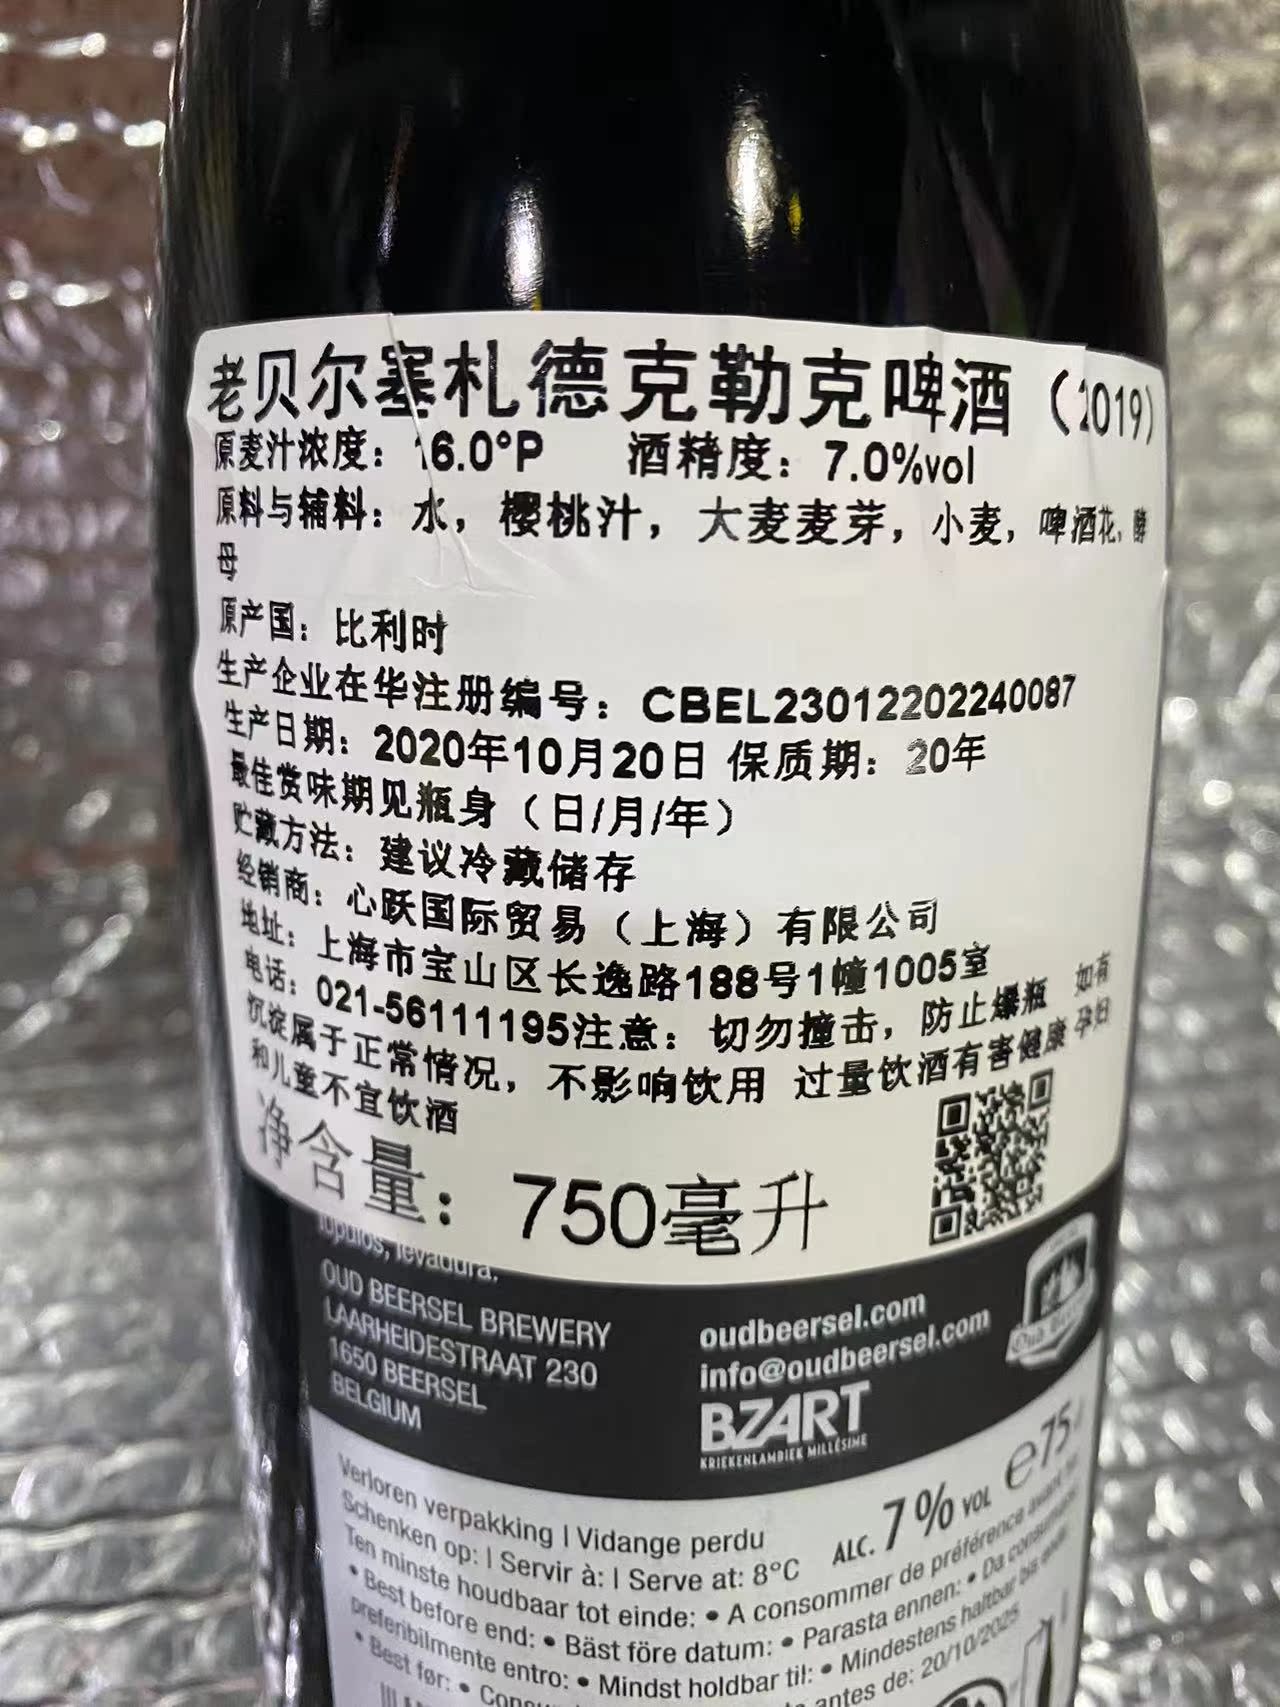 老贝尔塞札德克勒克啤酒（2019）
原麦汁浓度：16.0°P 酒精度：7.0%vol
原料与辅料：水，樱桃汁，大麦麦芽，小麦，啤酒花，酵
母
原产国：比利时
生产企业在华注册编号：CBEL23012202240087
生产日期：2020年10月20日 保质期：20年
最佳赏味期见瓶身（日/月/年）
贮藏方法：建议冷藏储存
经销商：心跃国际贸易（上海）有限公司
地址：上海市宝山区长逸路188号1幢1005室
电话：021-56111195注意：切勿撞击，防止爆瓶 如有
沉淀属于正常情况，不影响饮用 过量饮酒有害健康 孕妇
和儿童不宜饮酒
净含量：750毫升
lúpulos, levadura.
OUD BEERSEL BREWERY
LAARHEIDESTRAAT 230
1650 BEERSEL
BELGIUM
oudbeersel.com
info@oudbeersel.com
BZART
KRIEKENLAMBIEK MILLÉSIME
Verloren verpakking | Vidange perdu
Schenken op: | Servir à: | Serve at: 8°C
ALC. 7% VOL e 75
Ten minste houdbaar tot einde: • A consommer de préférence avant
• Best before end: • Bäst före datum: • Parasta ennen: • Da consumarsi
preferibilmente entro: • Mindst holdbar til: • Mindestens haltbar bis
• Best før: • antes de: 20/10/2025